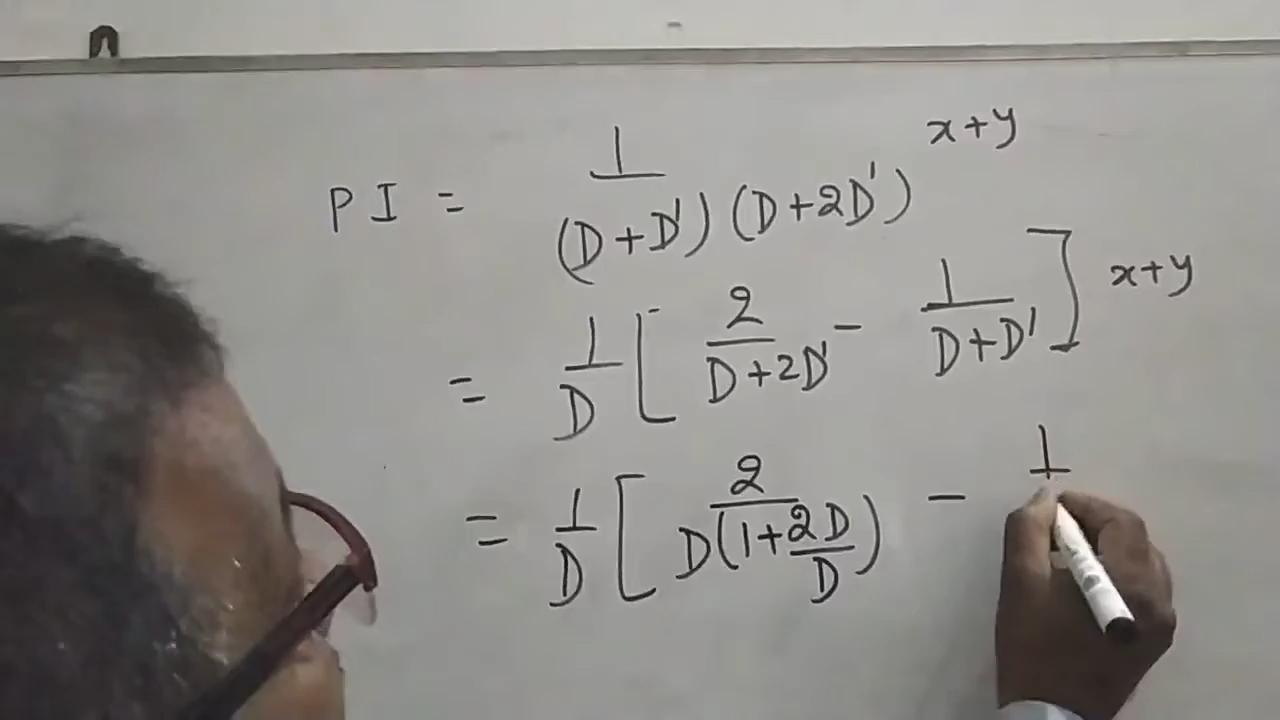 PI = 1/((D+D')(D+2D')) x+y
= 1/D [ 2/(D+2D') - 1/(D+D') ] x+y
= 1/D [ 2/(D(1+2D/D)) - 1/